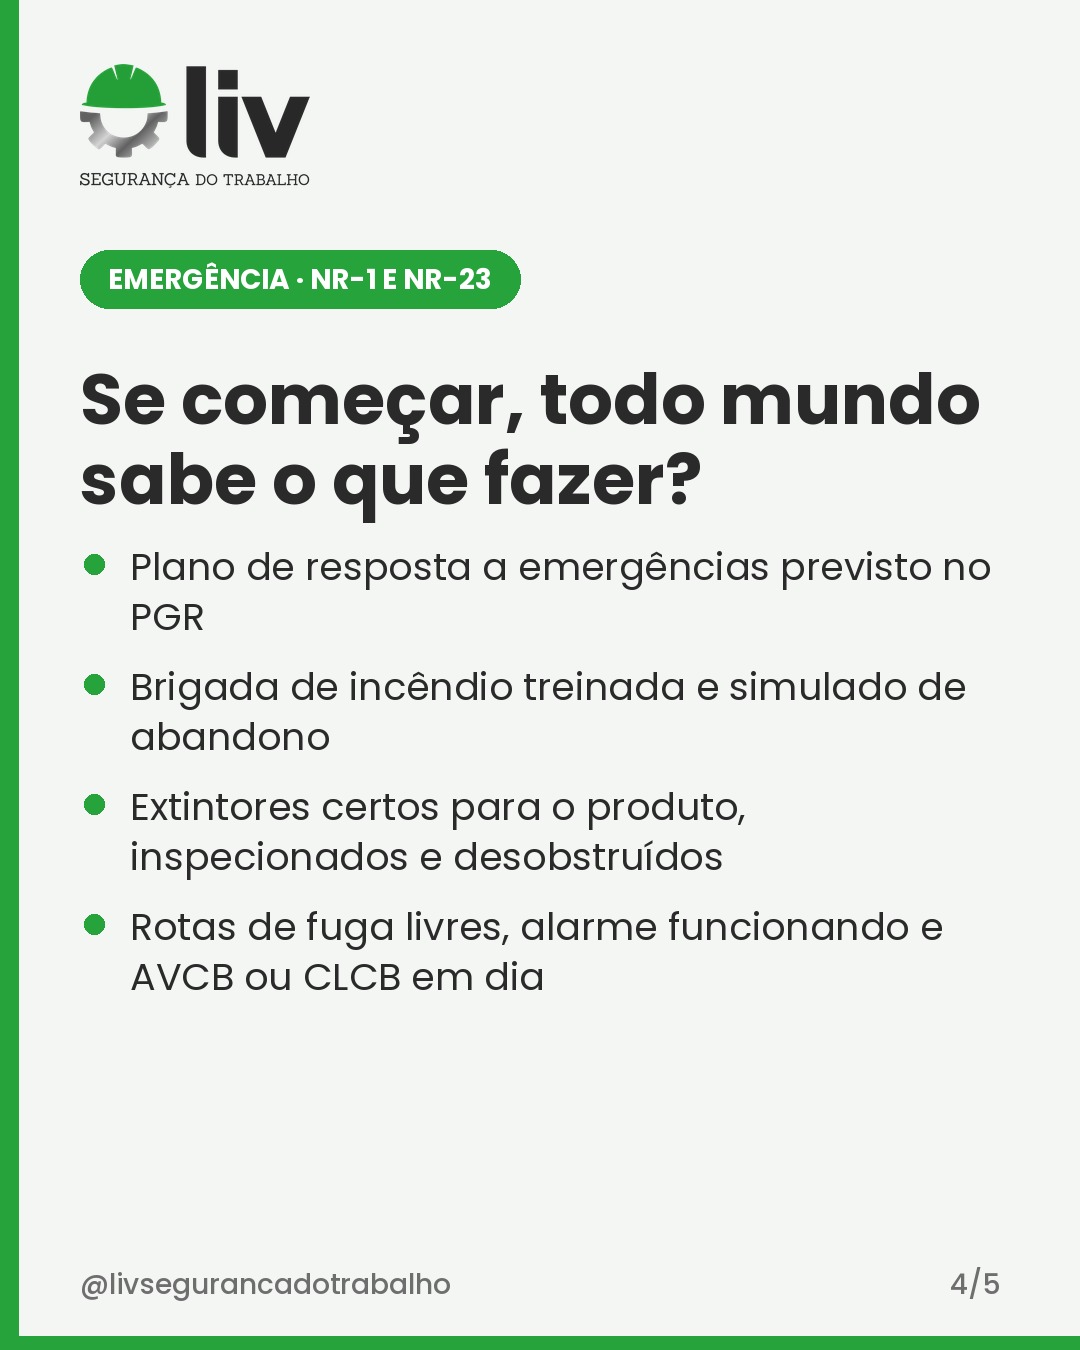 liv
SEGURANÇA DO TRABALHO
EMERGÊNCIA · NR-1 E NR-23
Se começar, todo mundo
sabe o que fazer?
Plano de resposta a emergências previsto no
PGR
Brigada de incêndio treinada e simulado de
abandono
Extintores certos para o produto,
inspecionados e desobstruídos
Rotas de fuga livres, alarme funcionando e
AVCB ou CLCB em dia
@livsegurancadotrabalho
4/5